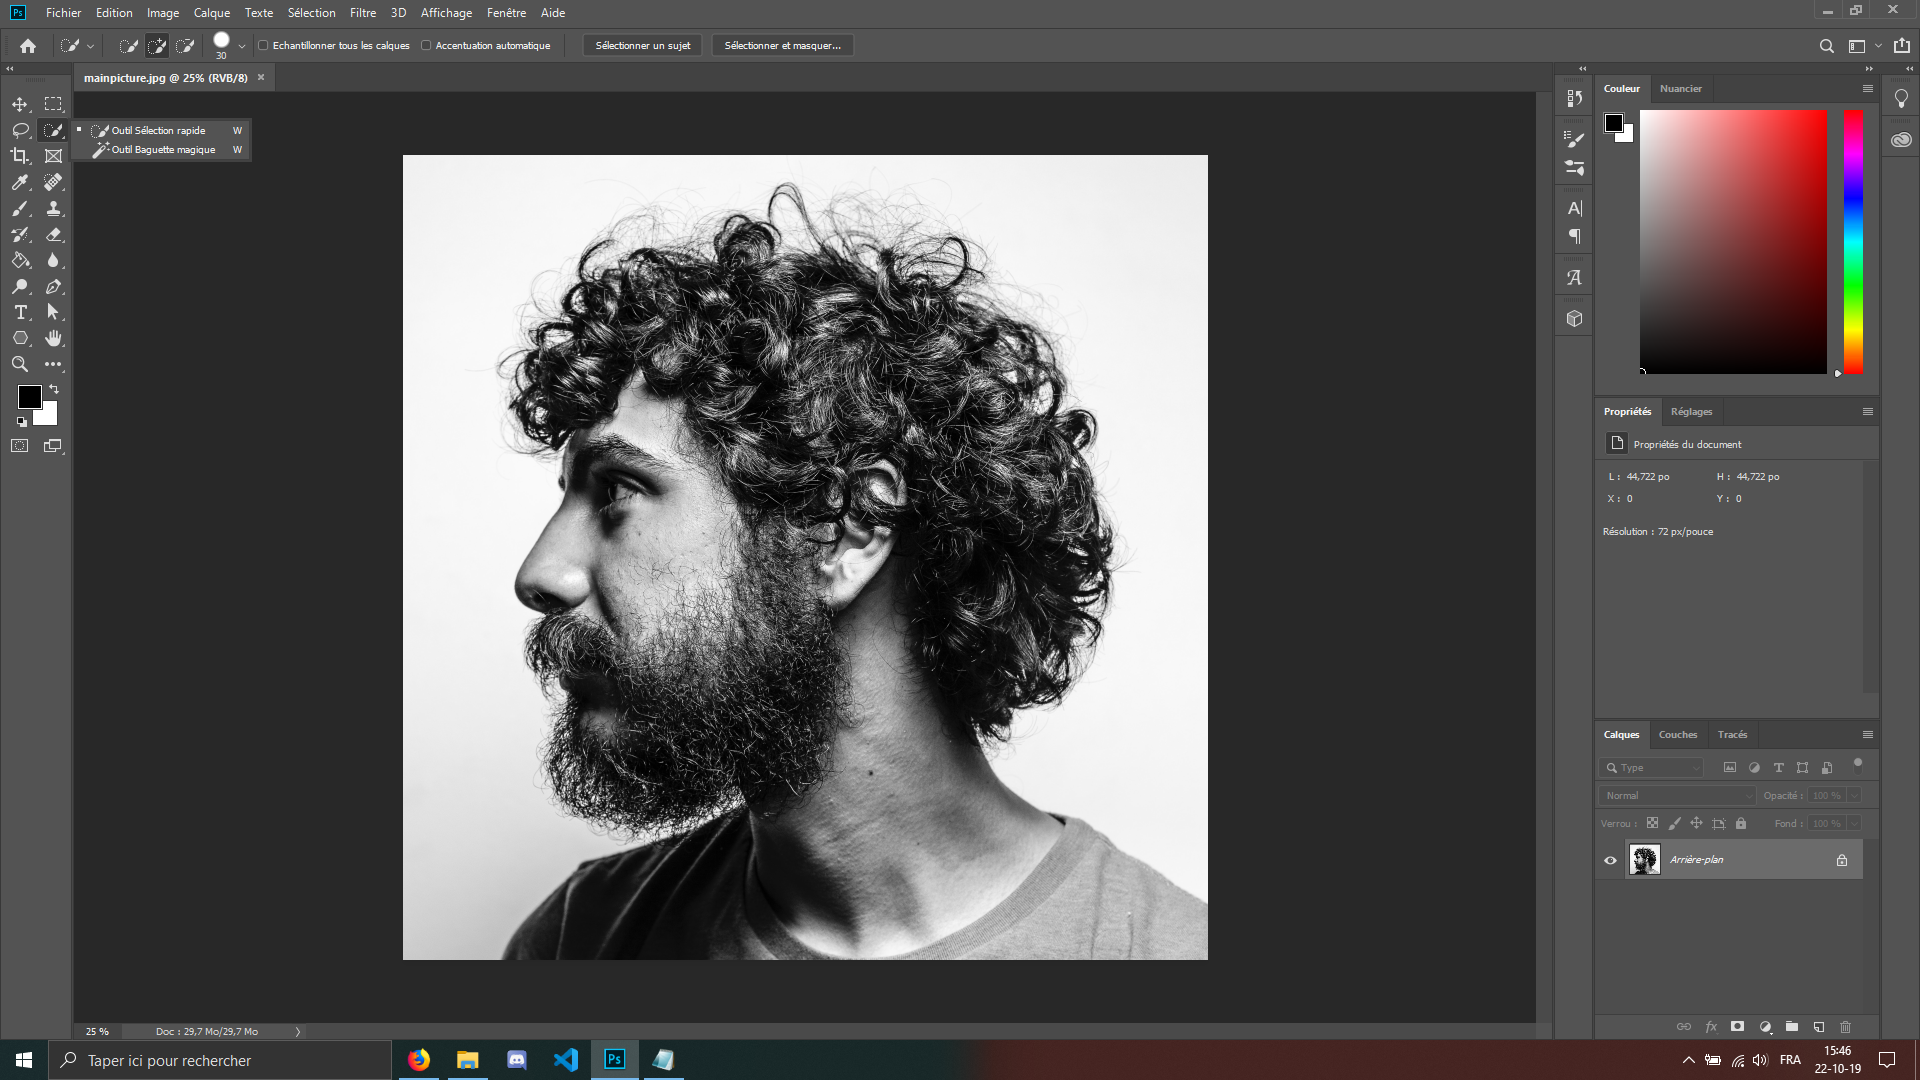 Ps Fichier Edition Image Calque Texte Sélection Filtre 3D Affichage Fenêtre Aide
30 Echantillonner tous les calques Accentuation automatique Sélectionner un sujet Sélectionner et masquer...
mainpicture.jpg @ 25% (RVB/8) ×
Outil Sélection rapide W
Outil Baguette magique W
Couleur Nuancier
Propriétés Réglages
Propriétés du document
L : 44,722 po H : 44,722 po
X : 0 Y : 0
Résolution : 72 px/pouce
Calques Couches Tracés
Type
Normal Opacité : 100 %
Verrou : Fond : 100 %
Arrière-plan
fx
25 % Doc : 29,7 Mo/29,7 Mo
Taper ici pour rechercher
Ps
FRA
15:46
22-10-19